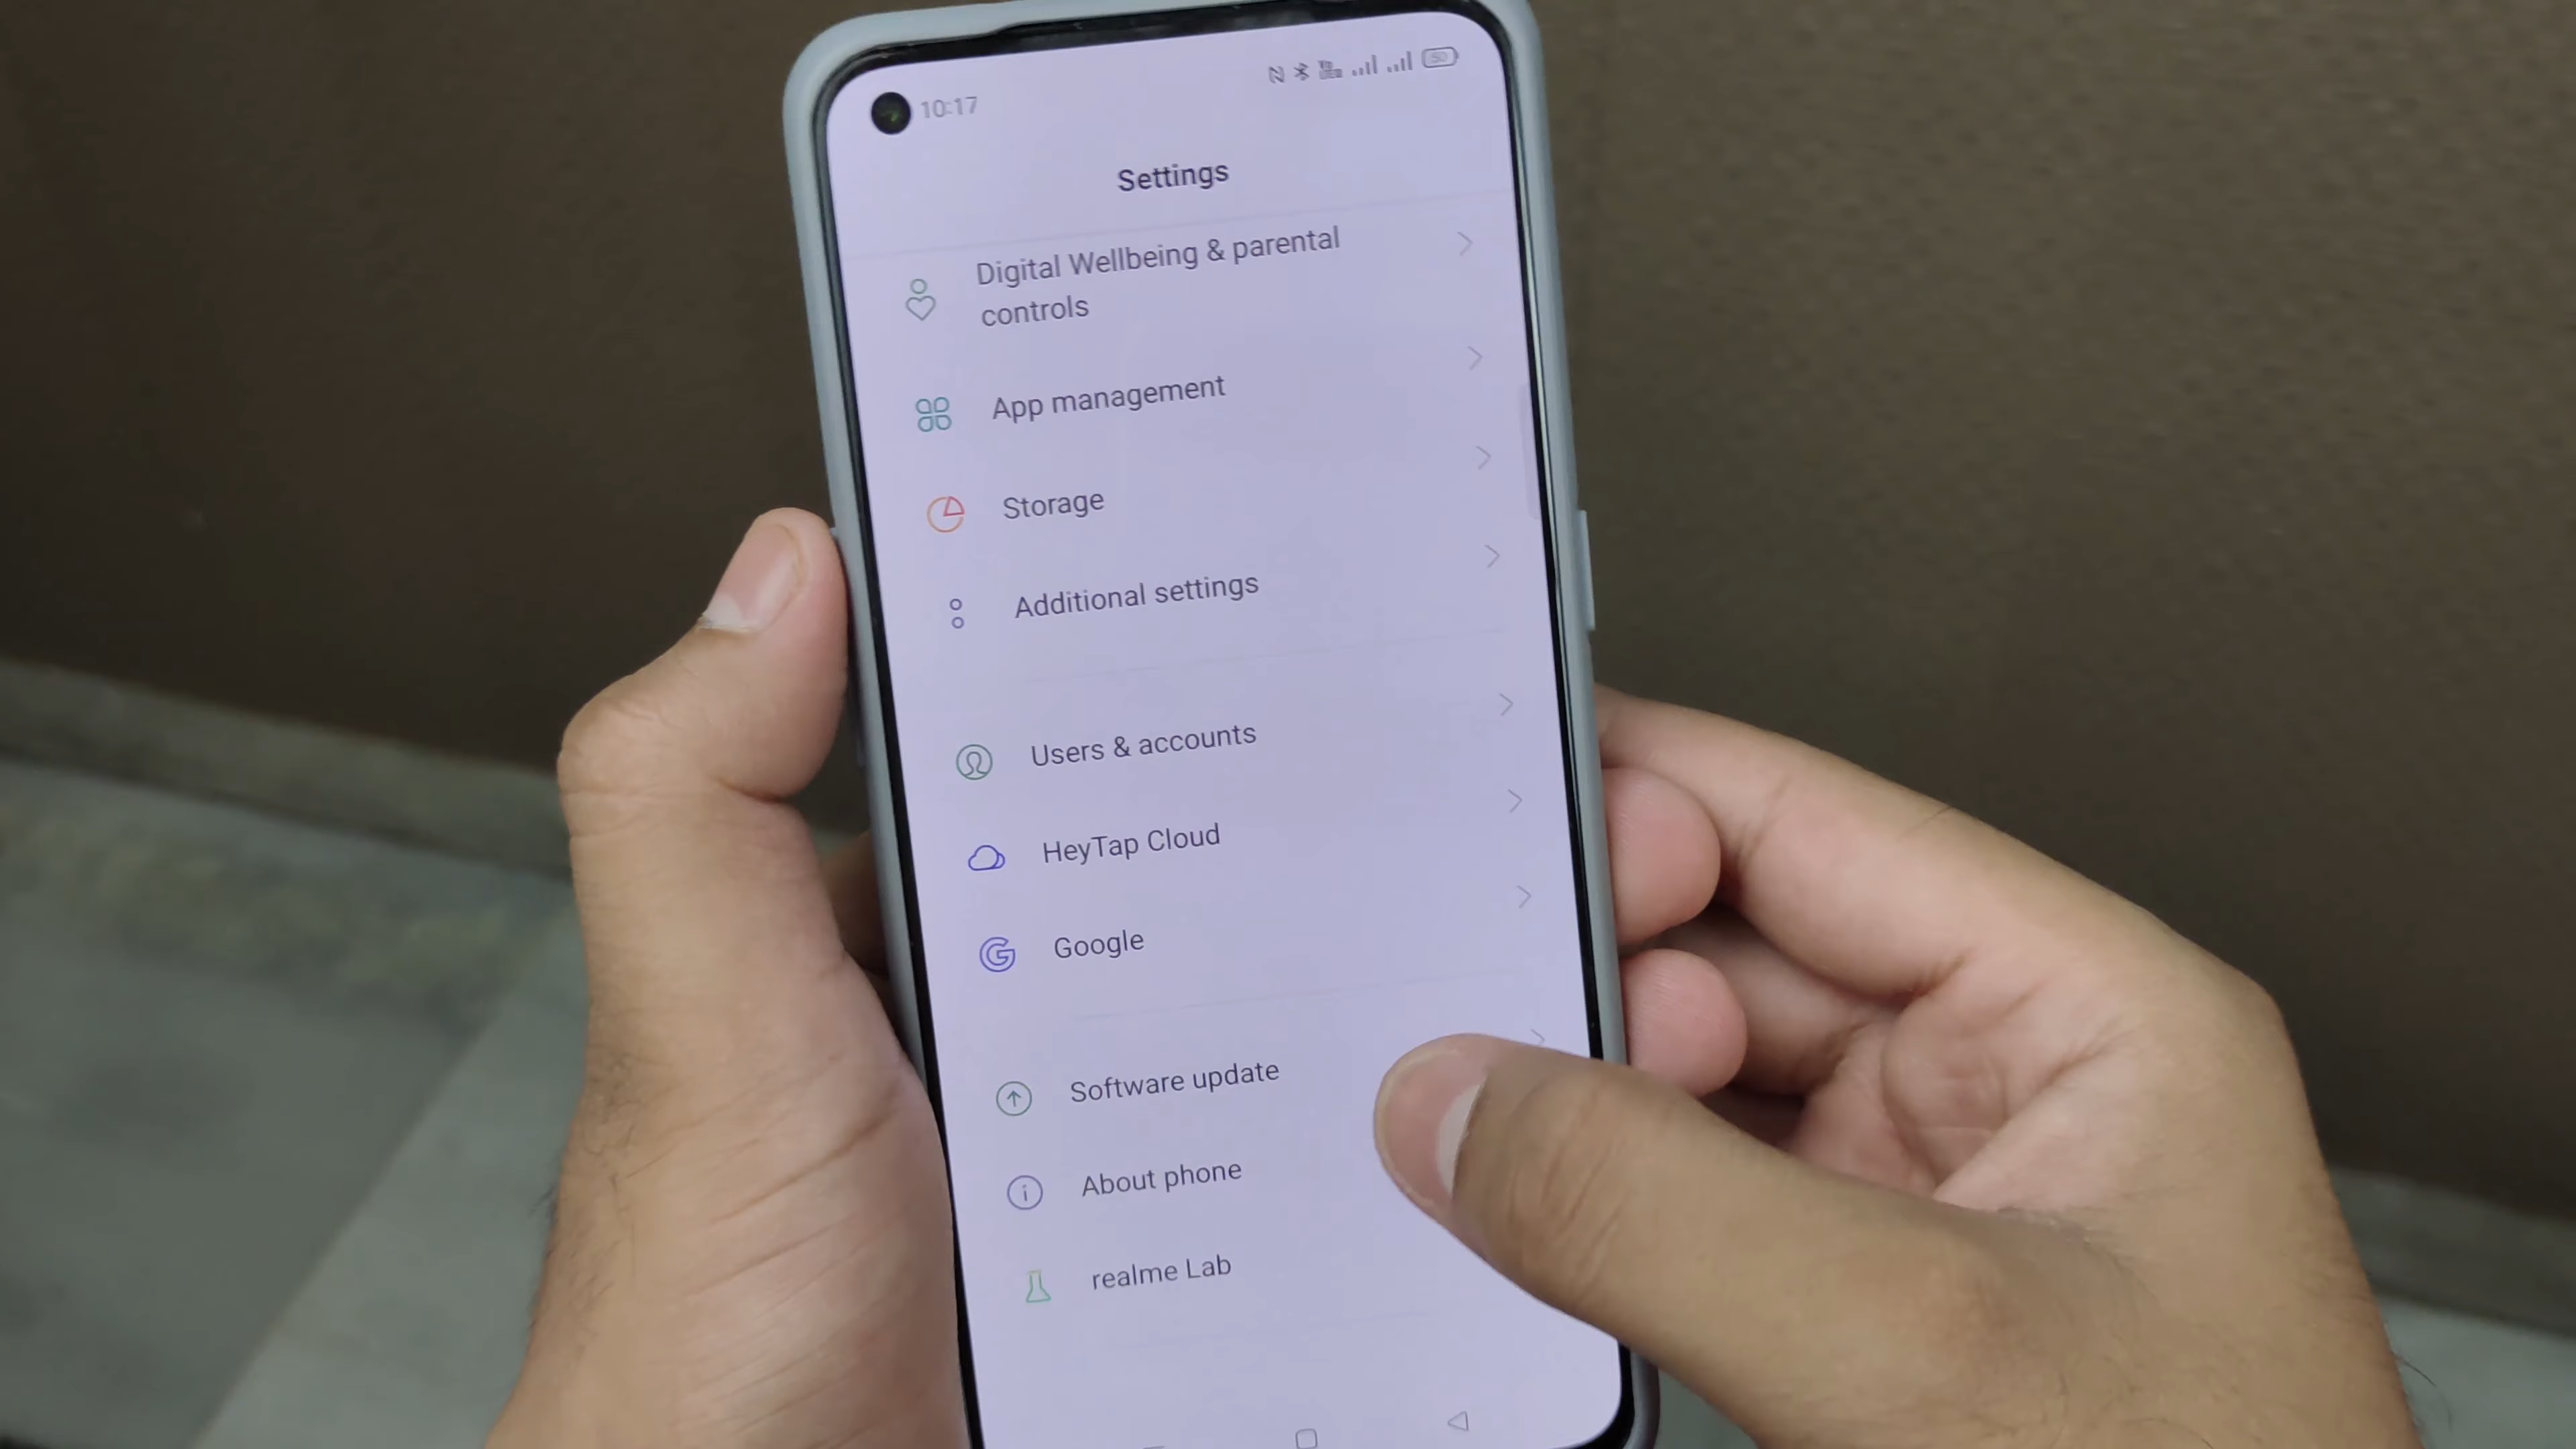 10:17
50
Settings
Digital Wellbeing & parental
controls
App management
Storage
Additional settings
Users & accounts
HeyTap Cloud
Google
Software update
About phone
realme Lab